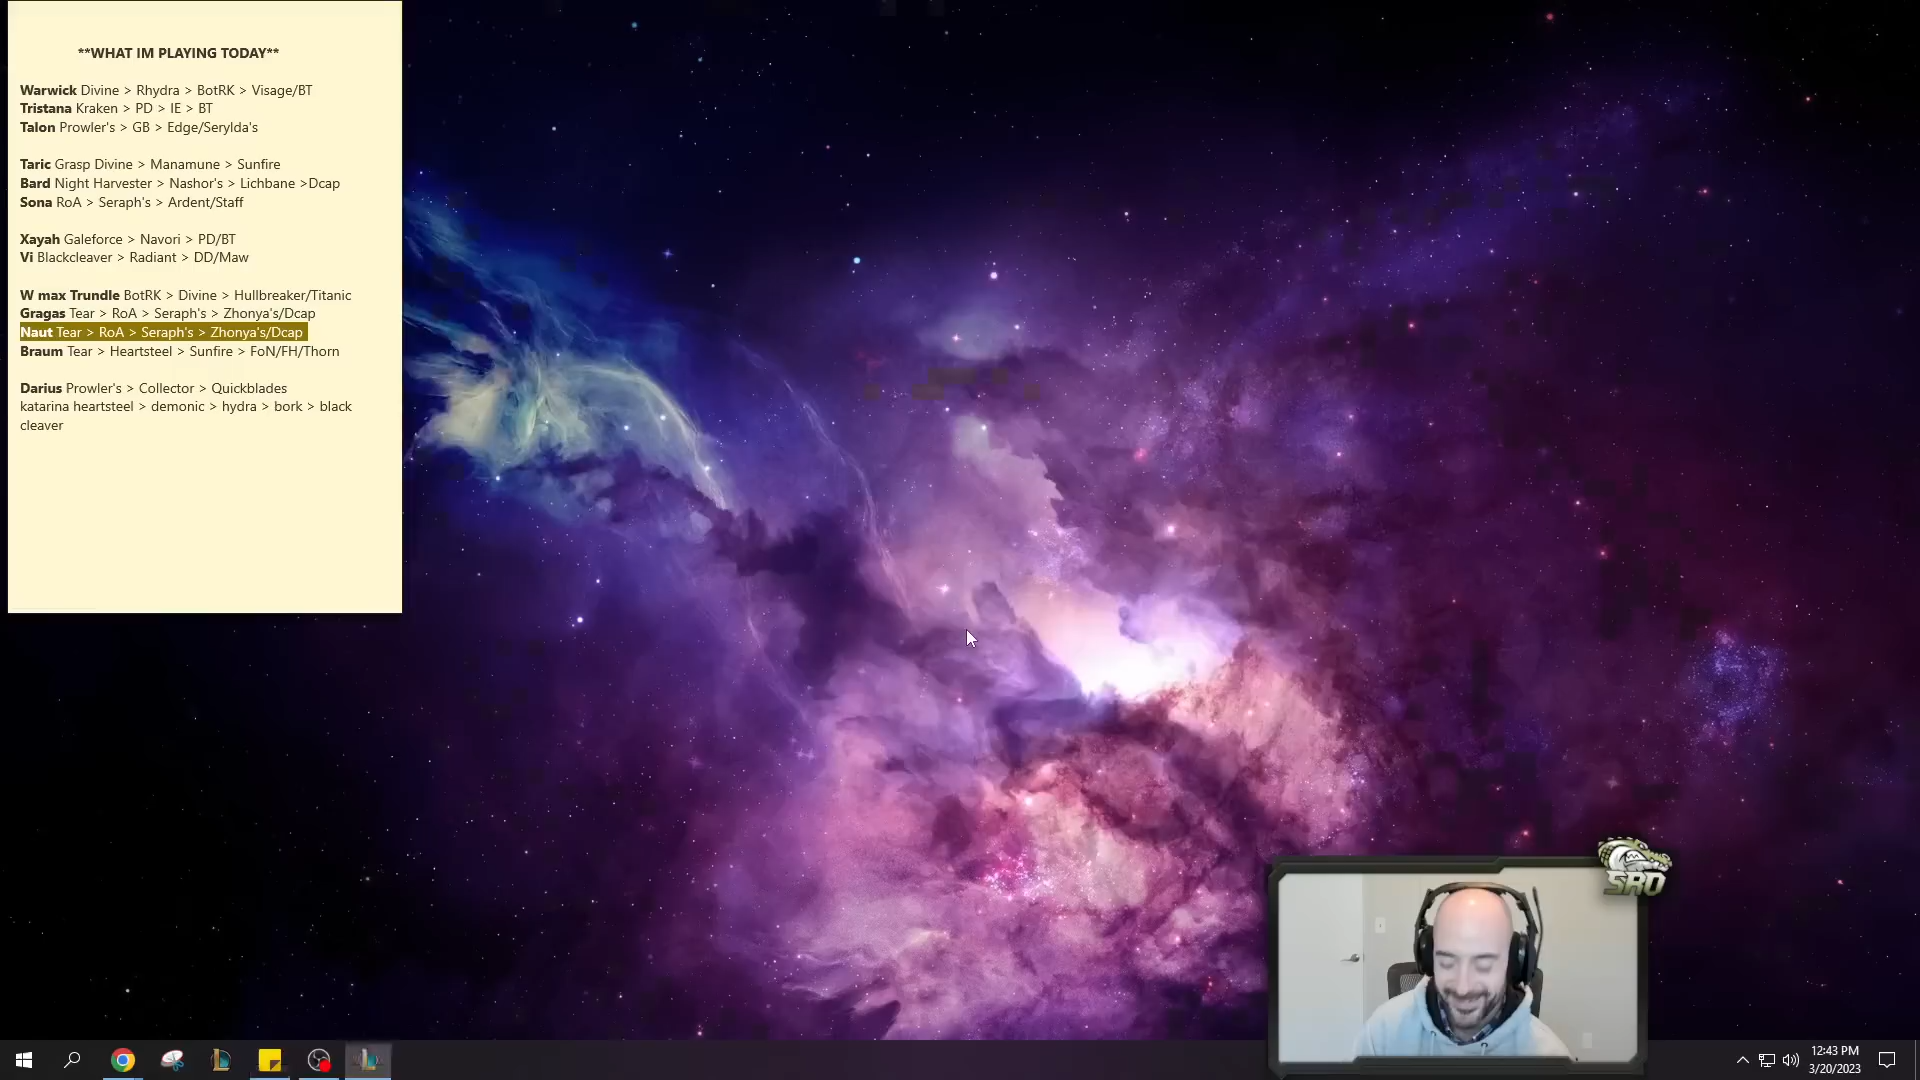 **WHAT IM PLAYING TODAY**
Warwick Divine > Rhydra > BotRK > Visage/BT
Tristana Kraken > PD > IE > BT
Talon Prowler's > GB > Edge/Serylda's
Taric Grasp Divine > Manamune > Sunfire
Bard Night Harvester > Nashor's > Lichbane >Dcap
Sona RoA > Seraph's > Ardent/Staff
Xayah Galeforce > Navori > PD/BT
Vi Blackcleaver > Radiant > DD/Maw
W max Trundle BotRK > Divine > Hullbreaker/Titanic
Gragas Tear > RoA > Seraph's > Zhonya's/Dcap
Naut Tear > RoA > Seraph's > Zhonya's/Dcap
Braum Tear > Heartsteel > Sunfire > FoN/FH/Thorn
Darius Prowler's > Collector > Quickblades
katarina heartsteel > demonic > hydra > bork > black
cleaver
SRO
12:43 PM
3/20/2023